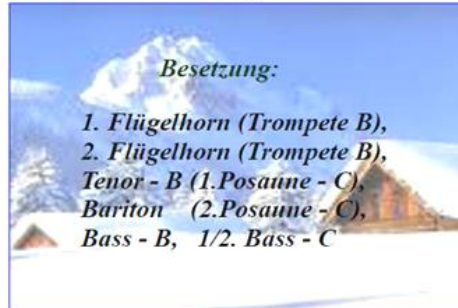 Besetzung:
1. Flügelhorn (Trompete B),
2. Flügelhorn (Trompete B),
Tenor - B (1.Posaune - C),
Bariton (2.Posaune - C),
Bass - B, 1/2. Bass - C